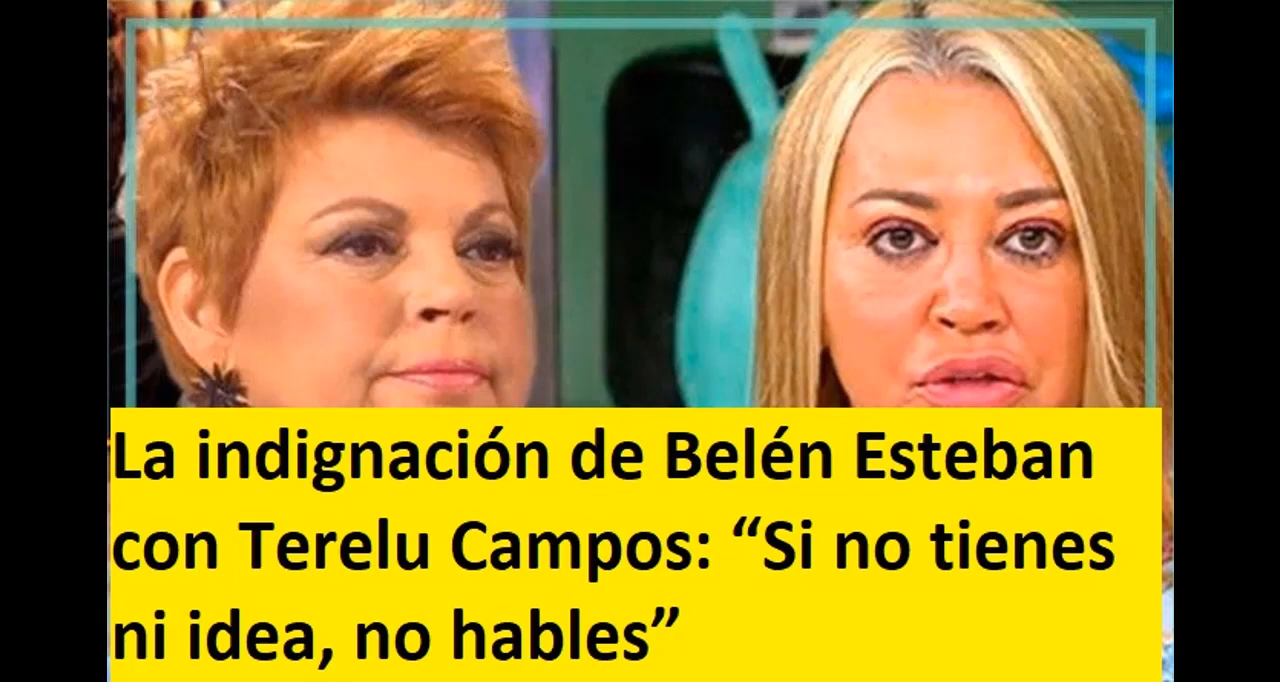 La indignación de Belén Esteban
con Terelu Campos: “Si no tienes
ni idea, no hables”